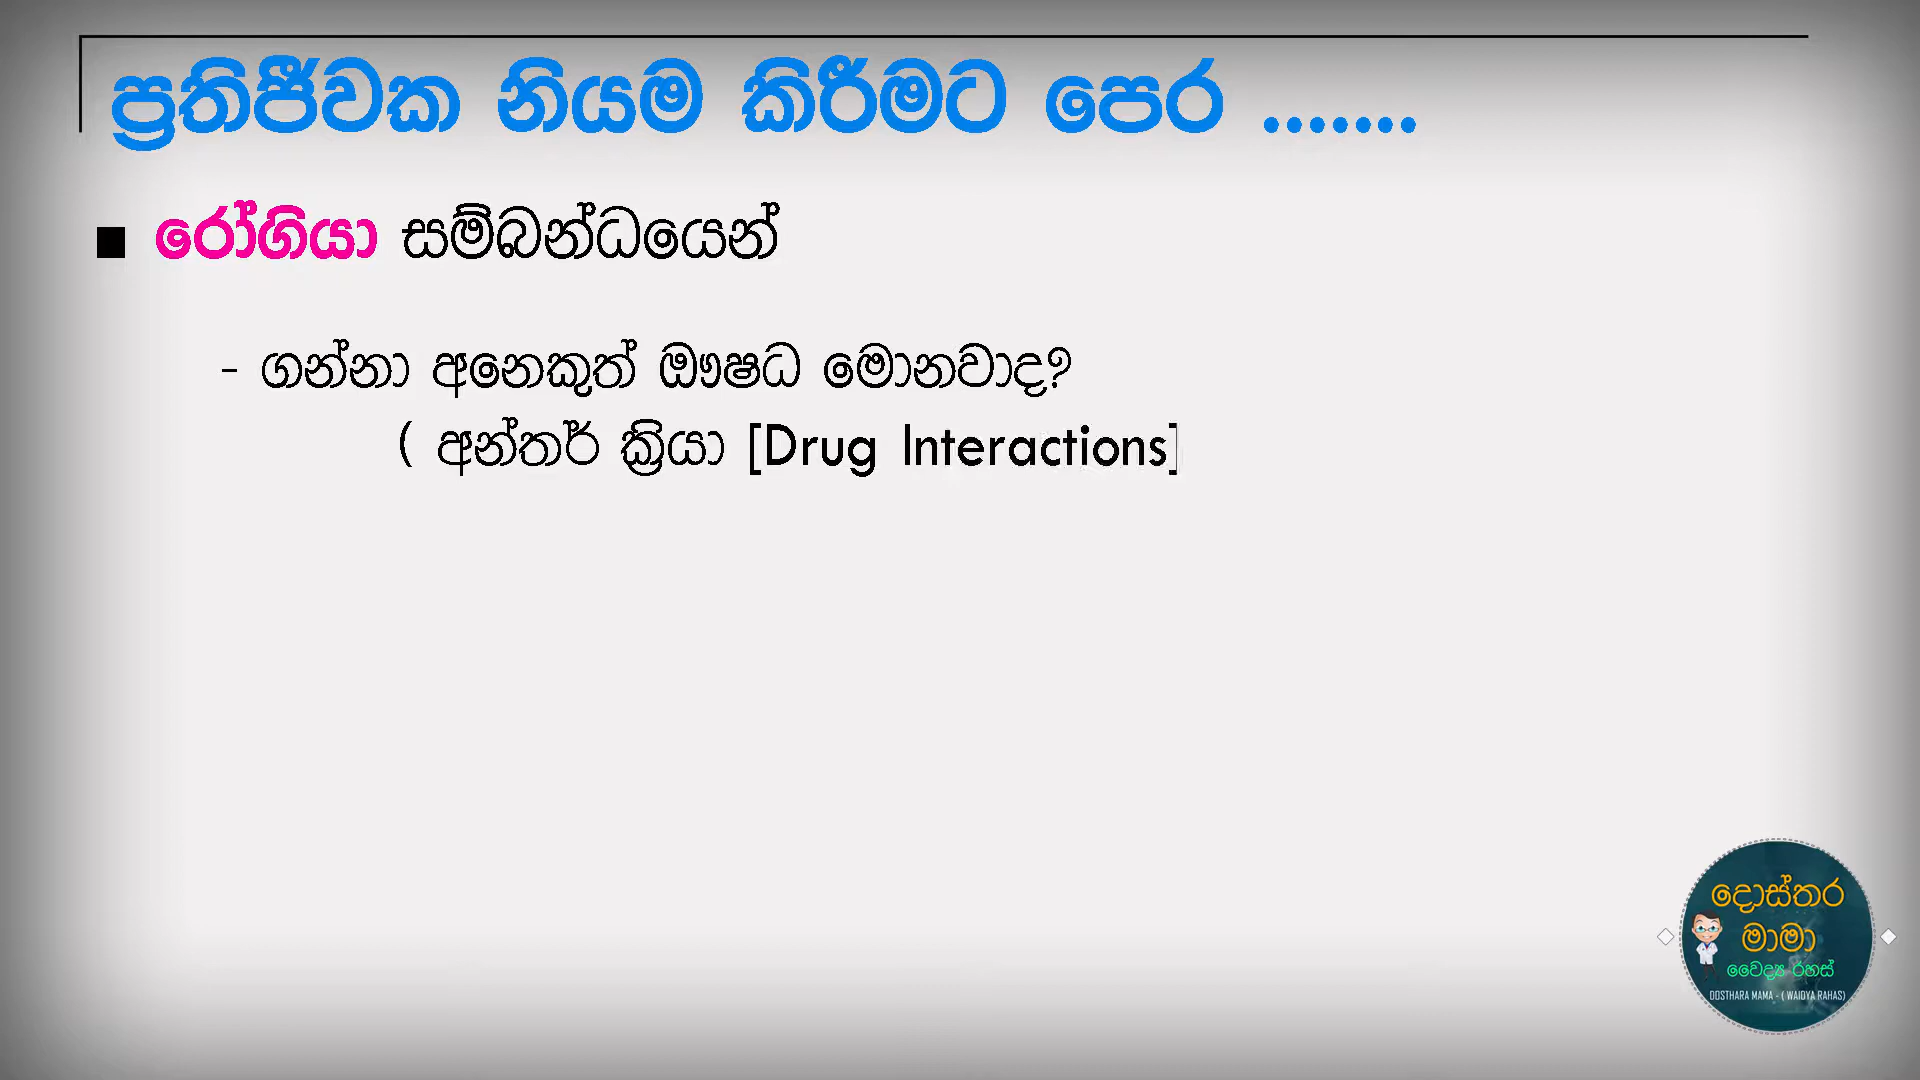 ප්‍රතිජීවක නියම කිරීමට පෙර .......
■ රෝගියා සම්බන්ධයෙන්
- ගන්නා අනෙකුත් ඖෂධ මොනවාද?
( අන්තර් ක්‍රියා [Drug Interactions]
දොස්තර
මාමා
වෛද්‍ය රහස්
DOSTHARA MAMA - ( WAIDYA RAHAS)